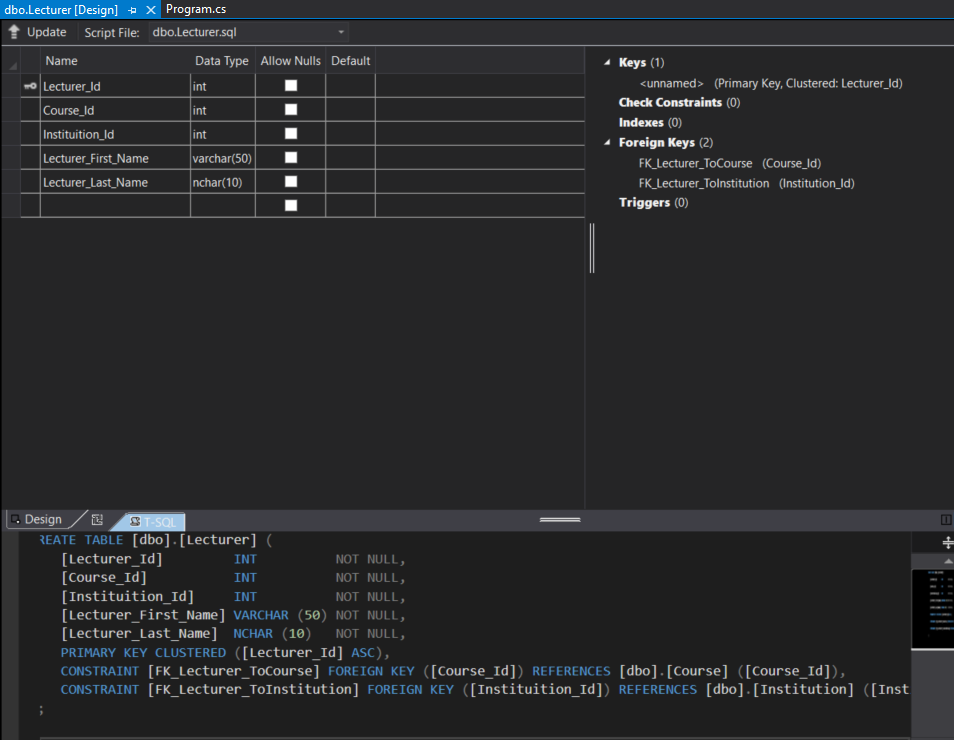 dbo.Lecturer [Design] Program.cs
Update Script File: dbo.Lecturer.sql
Name Data Type Allow Nulls Default
Lecturer_Id int
Course_Id int
Instituition_Id int
Lecturer_First_Name varchar(50)
Lecturer_Last_Name nchar(10)
Keys (1)
<unnamed> (Primary Key, Clustered: Lecturer_Id)
Check Constraints (0)
Indexes (0)
Foreign Keys (2)
FK_Lecturer_ToCourse (Course_Id)
FK_Lecturer_ToInstitution (Institution_Id)
Triggers (0)
Design T-SQL
REATE TABLE [dbo].[Lecturer] (
[Lecturer_Id] INT NOT NULL,
[Course_Id] INT NOT NULL,
[Instituition_Id] INT NOT NULL,
[Lecturer_First_Name] VARCHAR (50) NOT NULL,
[Lecturer_Last_Name] NCHAR (10) NOT NULL,
PRIMARY KEY CLUSTERED ([Lecturer_Id] ASC),
CONSTRAINT [FK_Lecturer_ToCourse] FOREIGN KEY ([Course_Id]) REFERENCES [dbo].[Course] ([Course_Id]),
CONSTRAINT [FK_Lecturer_ToInstitution] FOREIGN KEY ([Instituition_Id]) REFERENCES [dbo].[Institution] ([Inst
;